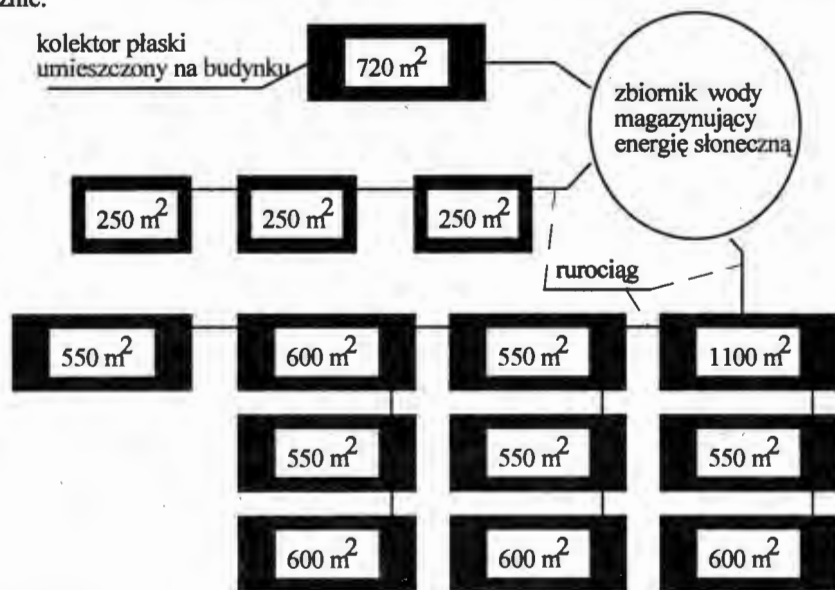 kolektor płaski
umieszczony na budynku
720 m²
zbiornik wody
magazynujący
energię słoneczną
250 m² 250 m² 250 m²
rurociąg
550 m² 600 m² 550 m² 1100 m²
550 m² 550 m² 550 m²
600 m² 600 m² 600 m²